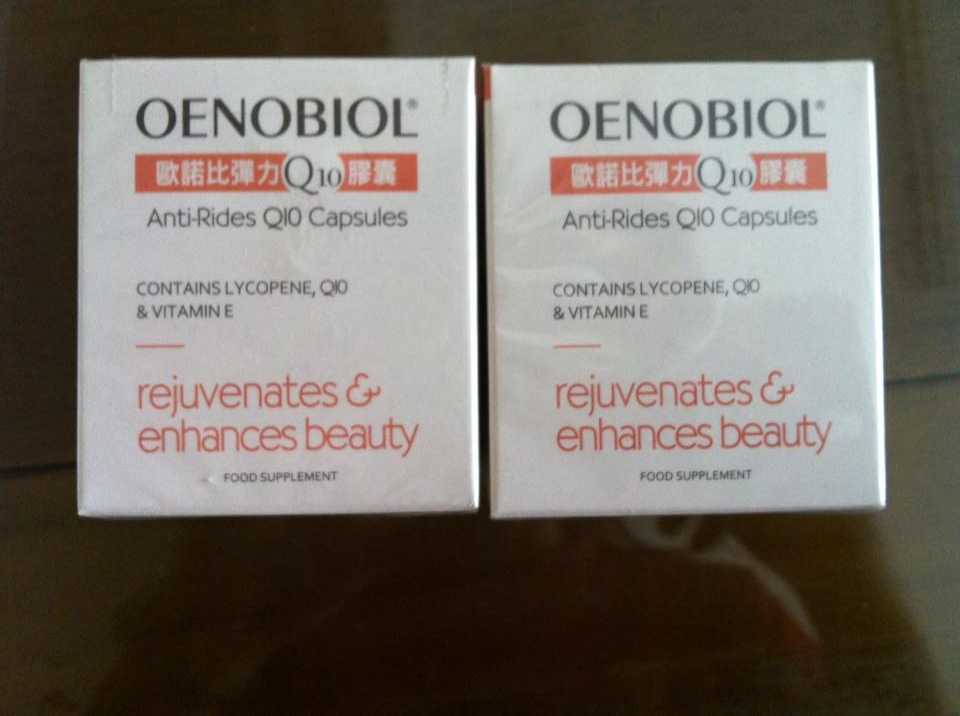 OENOBIOL®
歐諾比彈力Q10膠囊
Anti-Rides Q10 Capsules
CONTAINS LYCOPENE, Q10
& VITAMIN E
rejuvenates &
enhances beauty
FOOD SUPPLEMENT
OENOBIOL®
歐諾比彈力Q10膠囊
Anti-Rides Q10 Capsules
CONTAINS LYCOPENE, Q10
& VITAMIN E
rejuvenates &
enhances beauty
FOOD SUPPLEMENT